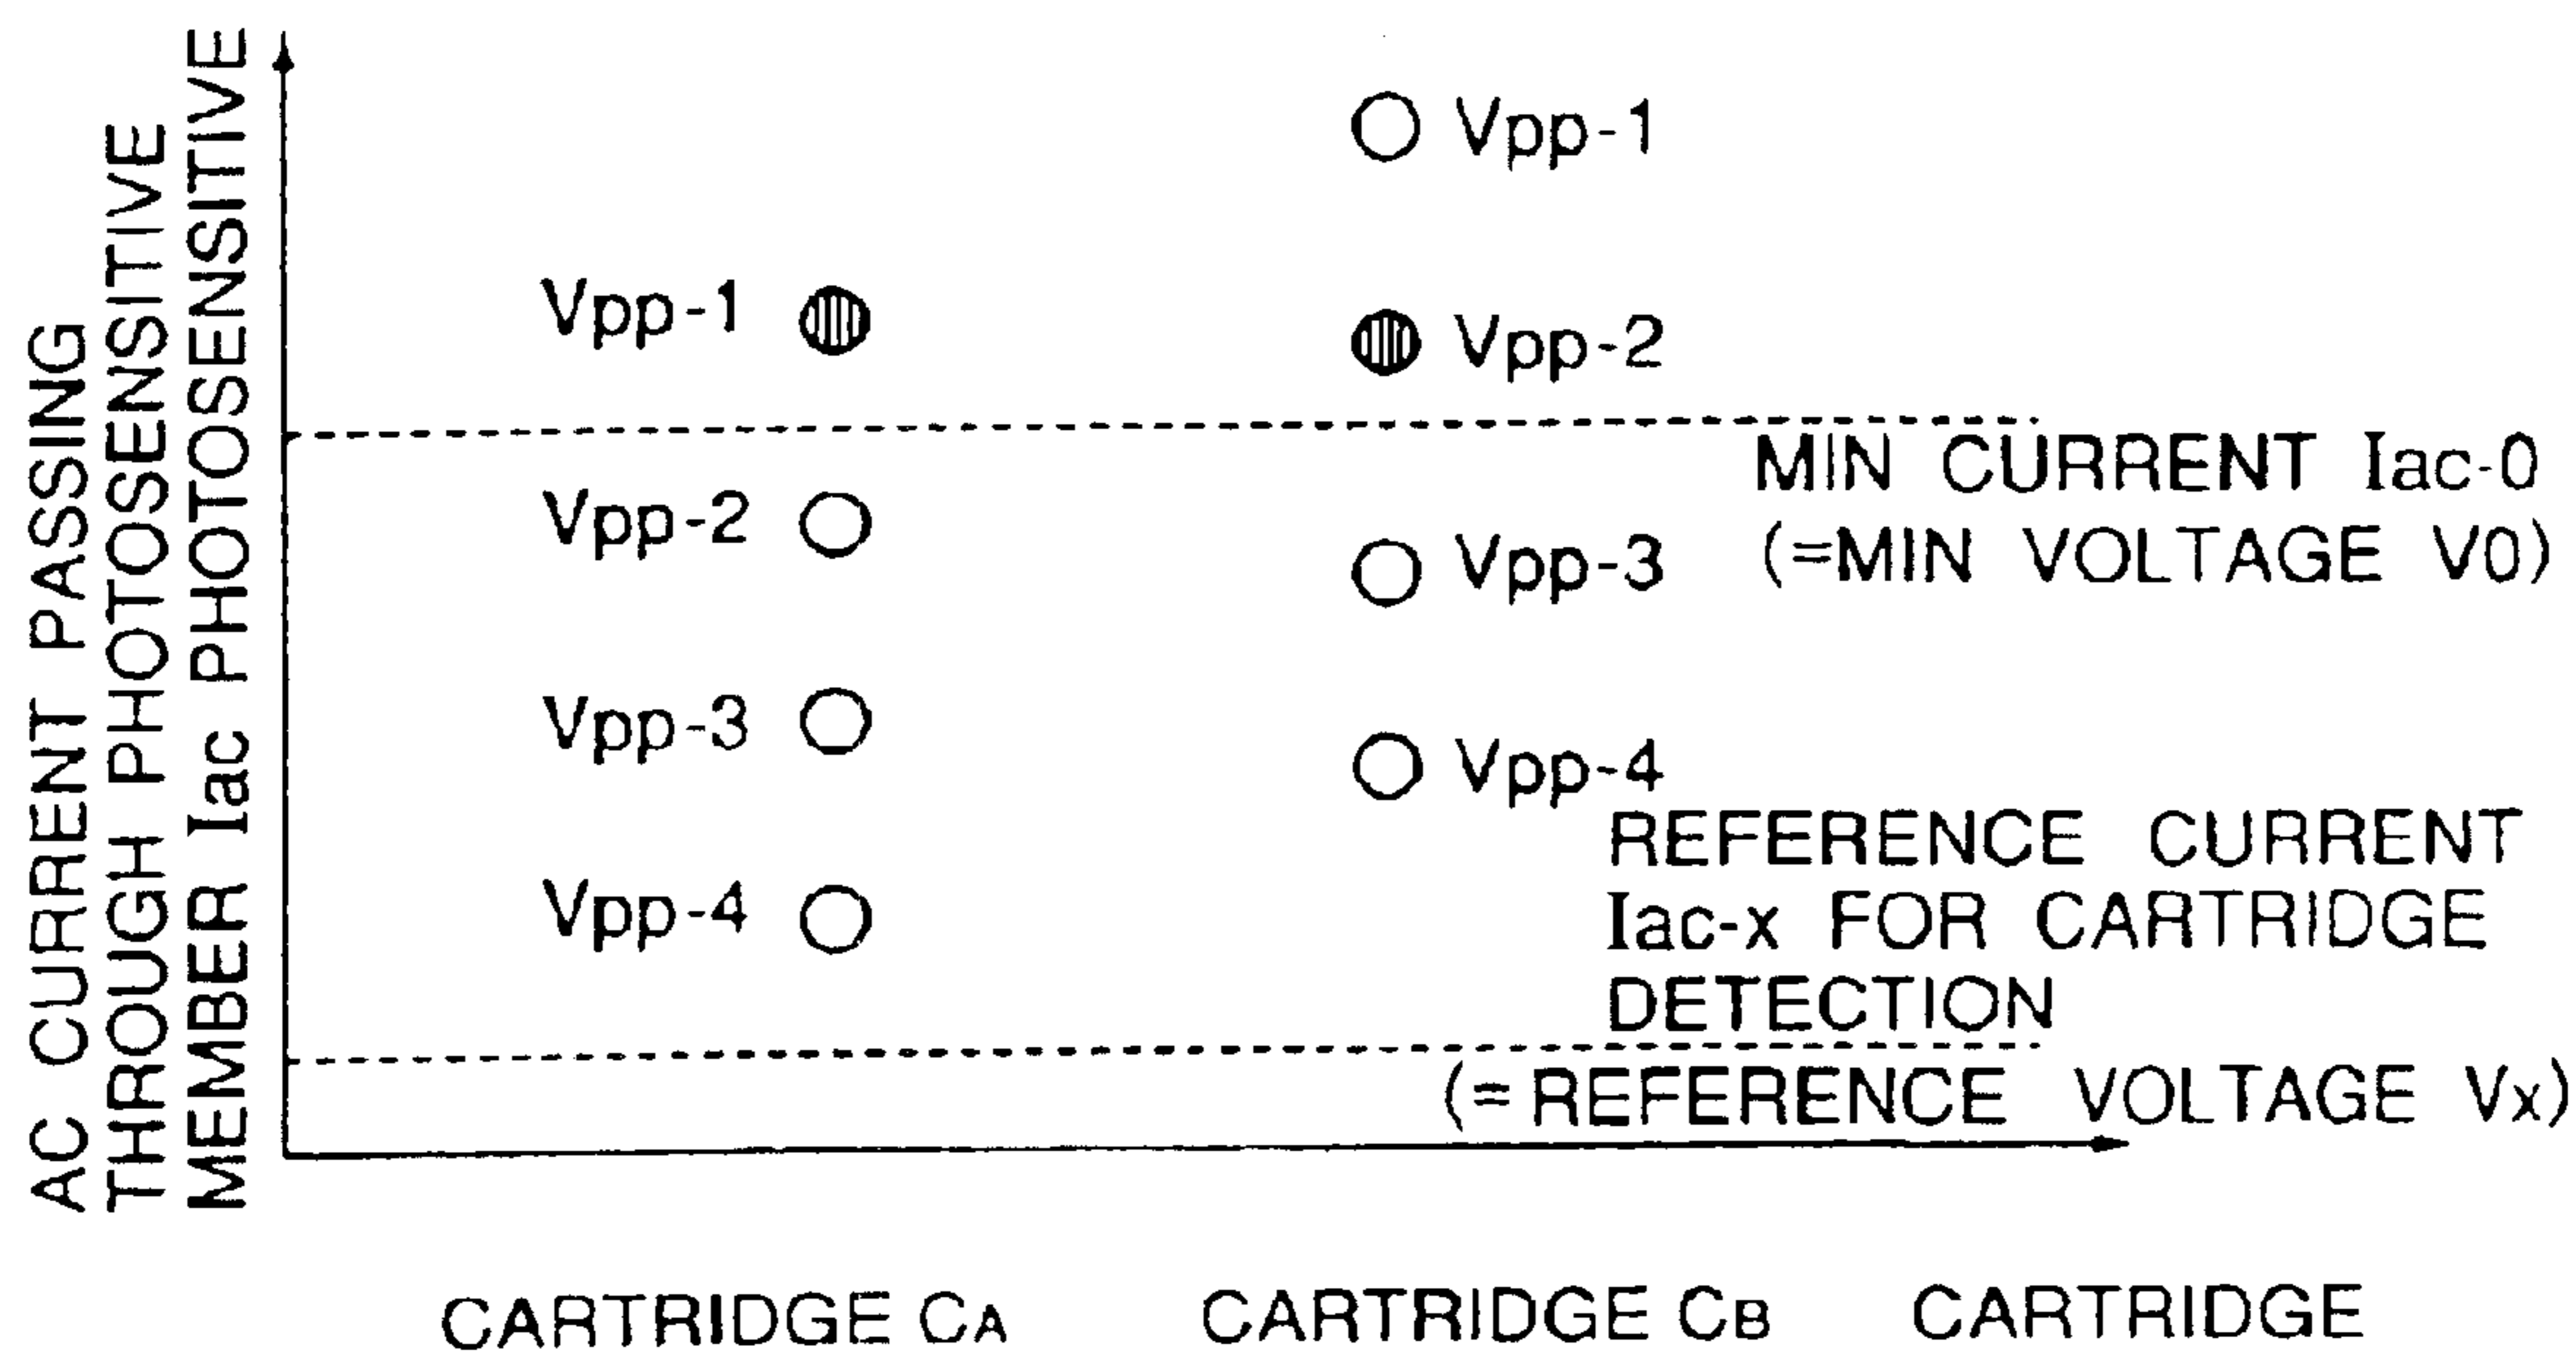 AC CURRENT PASSING
THROUGH PHOTOSENSITIVE
MEMBER Iac PHOTOSENSITIVE
Vpp-1
Vpp-1
Vpp-2
MIN CURRENT Iac-0
(=MIN VOLTAGE V0)
Vpp-2
Vpp-3
Vpp-3
Vpp-4
Vpp-4
REFERENCE CURRENT
Iac-x FOR CARTRIDGE
DETECTION
(=REFERENCE VOLTAGE Vx)
CARTRIDGE CA
CARTRIDGE CB
CARTRIDGE